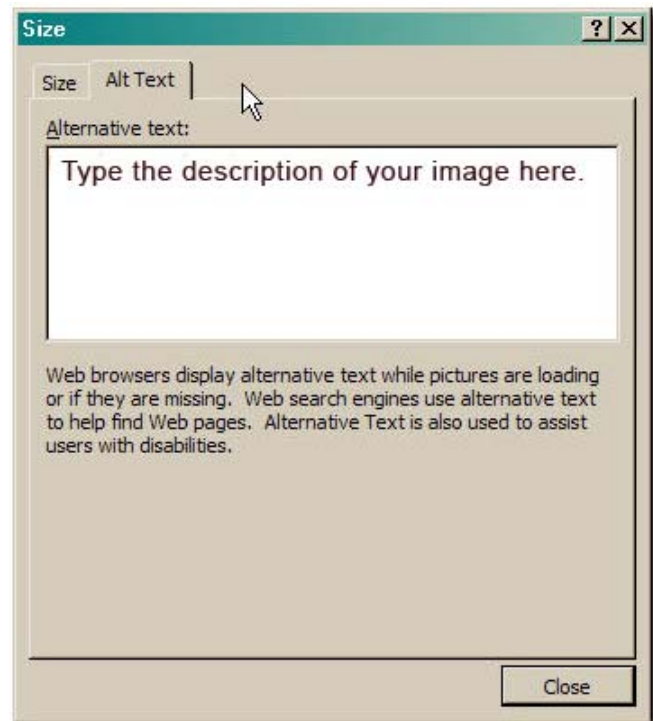 Size
Size Alt Text
Alternative text:
Type the description of your image here.
Web browsers display alternative text while pictures are loading
or if they are missing. Web search engines use alternative text
to help find Web pages. Alternative Text is also used to assist
users with disabilities.
Close